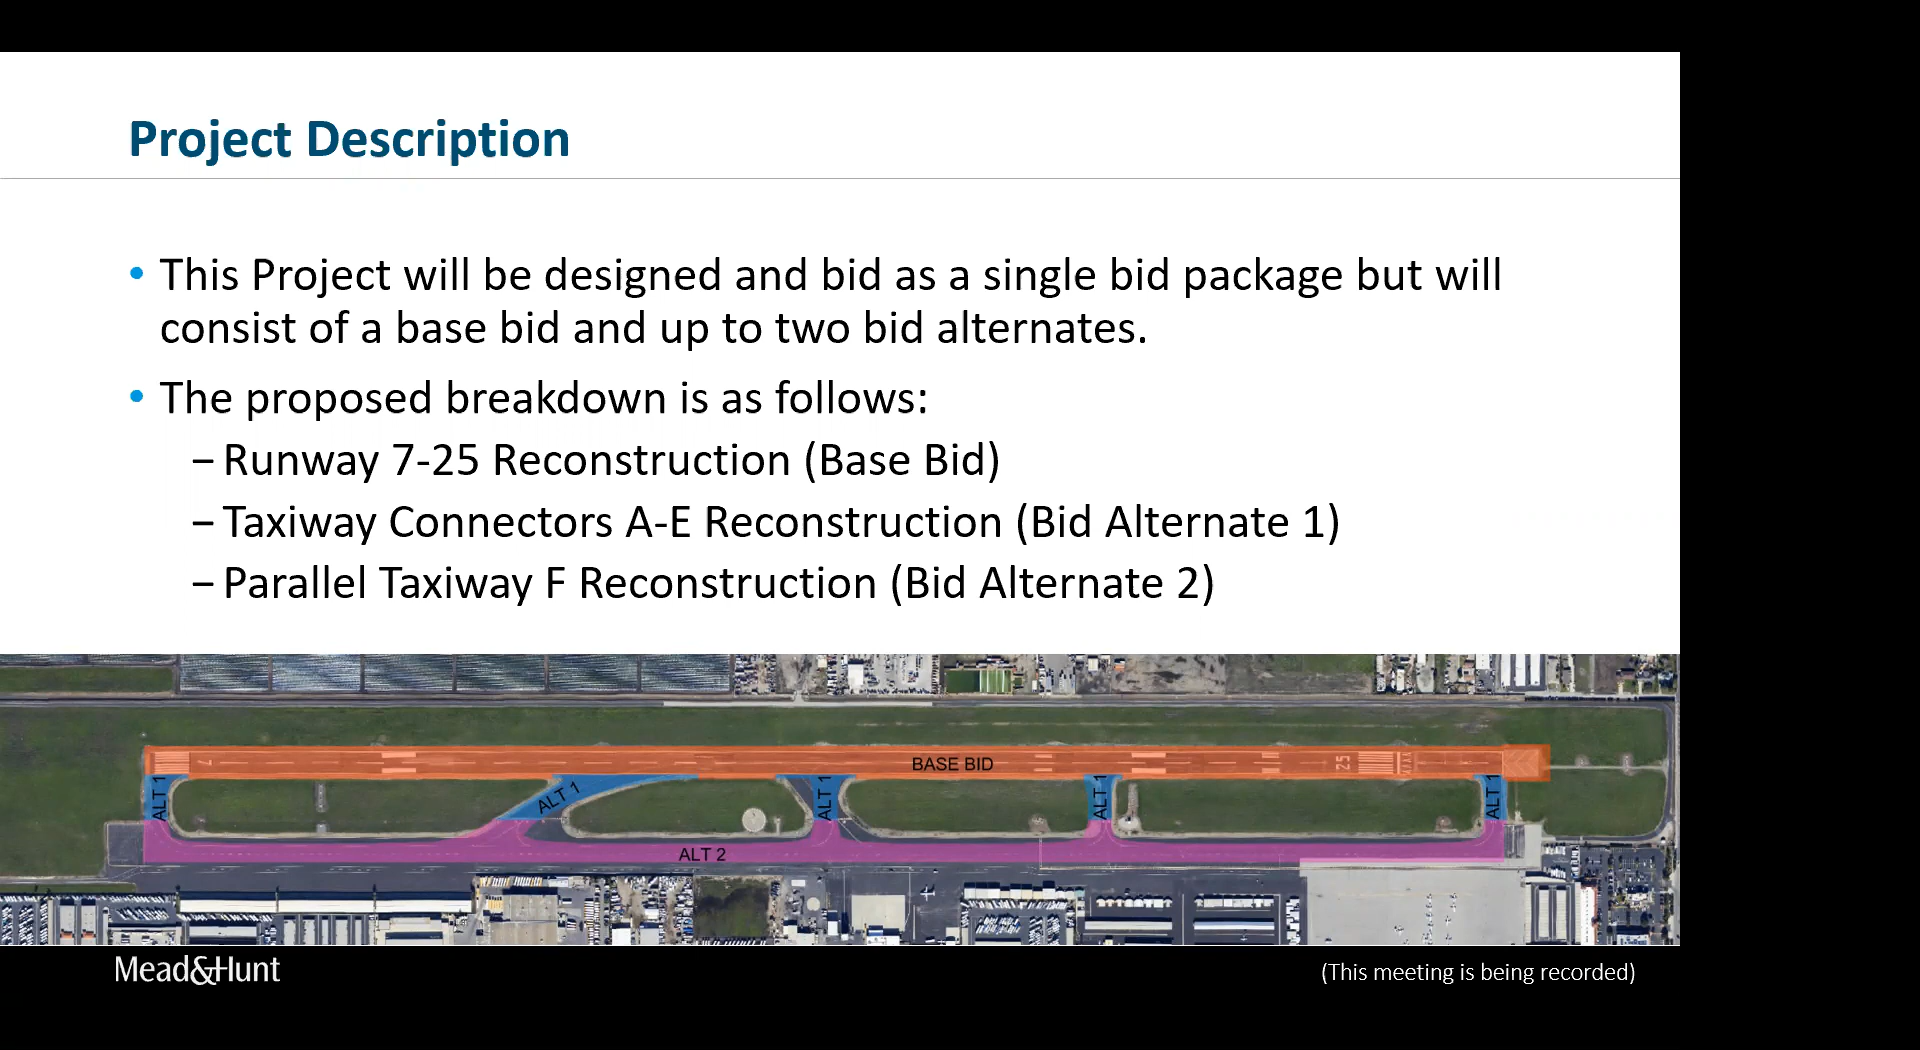 Project Description
• This Project will be designed and bid as a single bid package but will
consist of a base bid and up to two bid alternates.
• The proposed breakdown is as follows:
– Runway 7-25 Reconstruction (Base Bid)
– Taxiway Connectors A-E Reconstruction (Bid Alternate 1)
– Parallel Taxiway F Reconstruction (Bid Alternate 2)
7
BASE BID
25
ALT 1
ALT 1
ALT 1
ALT 1
ALT 1
ALT 2
Mead&Hunt
(This meeting is being recorded)